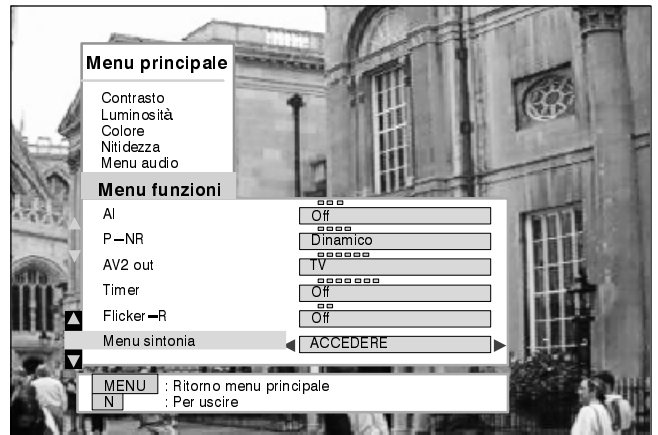 Menu principale
Contrasto
Luminosità
Colore
Nitidezza
Menu audio
Menu funzioni
AI Off
P–NR Dinamico
AV2 out TV
Timer Off
Flicker–R Off
Menu sintonia ACCEDERE
MENU : Ritorno menu principale
N : Per uscire